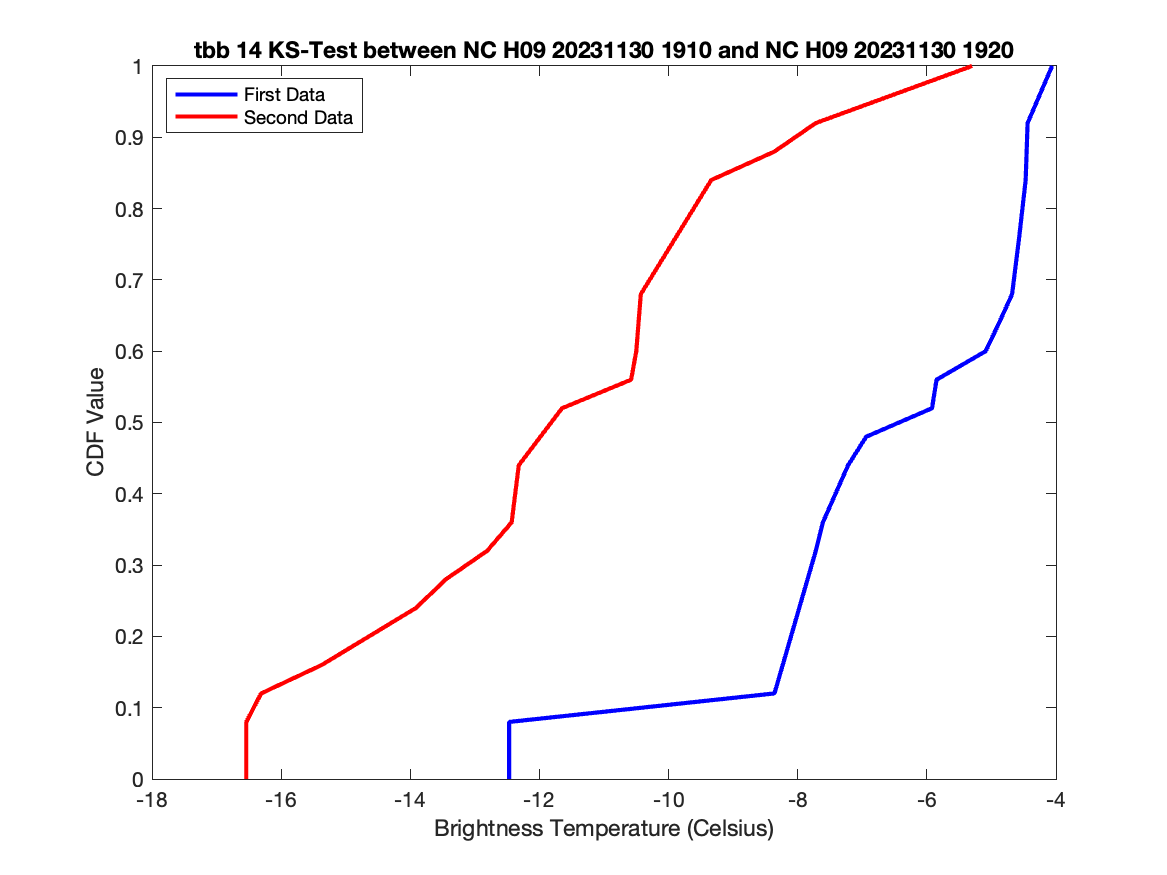 tbb 14 KS-Test between NC H09 20231130 1910 and NC H09 20231130 1920
First Data
Second Data
1
0.9
0.8
0.7
0.6
0.5
0.4
0.3
0.2
0.1
0
CDF Value
-18 -16 -14 -12 -10 -8 -6 -4
Brightness Temperature (Celsius)